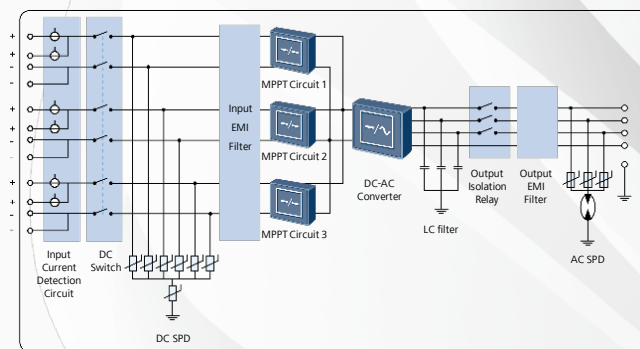 +
+
-
-
+
+
-
-
+
+
-
-
Input
Current
Detection
Circuit
DC
Switch
DC SPD
Input
EMI
Filter
MPPT Circuit 1
MPPT Circuit 2
MPPT Circuit 3
DC-AC
Converter
LC filter
Output
Isolation
Relay
Output
EMI
Filter
AC SPD